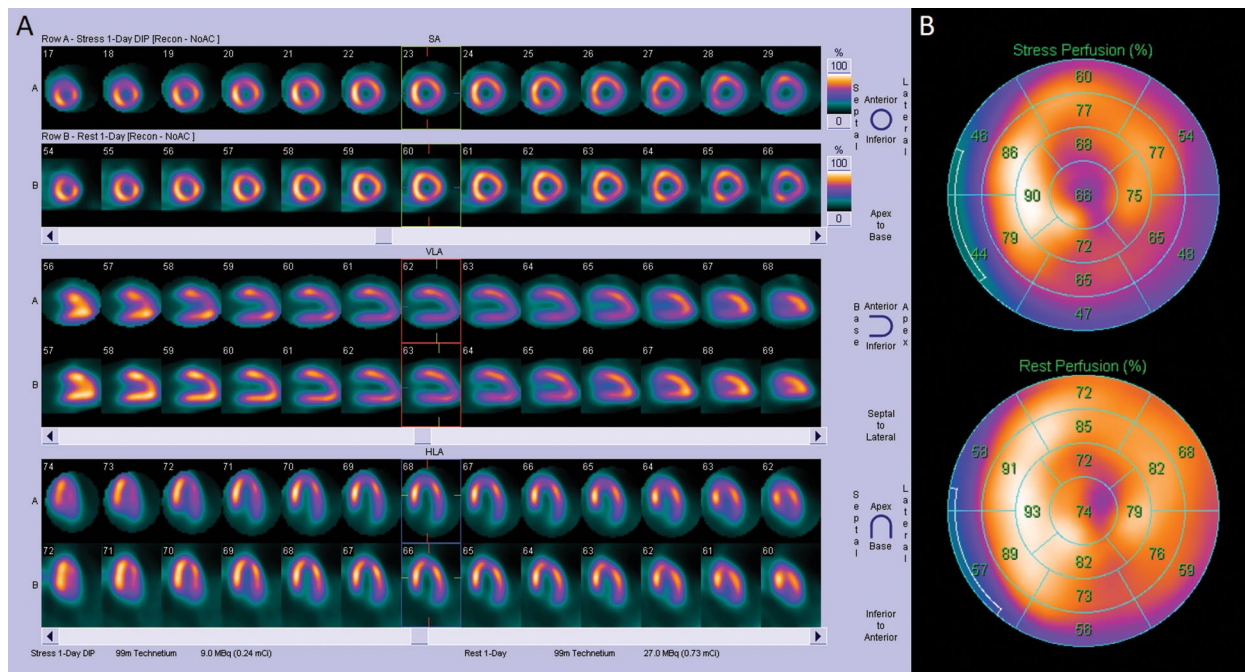 A
Row A - Stress 1-Day DIP [Recon - NoAC ]
SA
17 18 19 20 21 22 23 24 25 26 27 28 29
A
%
100
0
Septal
Anterior
Inferior
Lateral
Row B - Rest 1-Day [Recon - NoAC ]
54 55 56 57 58 59 60 61 62 63 64 65 66
B
%
100
0
Apex
to
Base
VLA
56 57 58 59 60 61 62 63 64 65 66 67 68
A
57 58 59 60 61 62 63 64 65 66 67 68 69
B
Base
Anterior
Inferior
Apex
Septal
to
Lateral
HLA
74 73 72 71 70 69 68 67 66 65 64 63 62
A
72 71 70 69 68 67 66 65 64 63 62 61 60
B
Septal
Apex
Base
Lateral
Inferior
to
Anterior
Stress 1-Day DIP 99m Technetium 9.0 MBq (0.24 mCi) Rest 1-Day 99m Technetium 27.0 MBq (0.73 mCi)
B
Stress Perfusion (%)
60
77
46 68 54
86 77
90 66 75
79 72 65
44 65 48
47
Rest Perfusion (%)
72
85
58 72 68
91 82
93 74 79
89 82 76
57 73 59
56